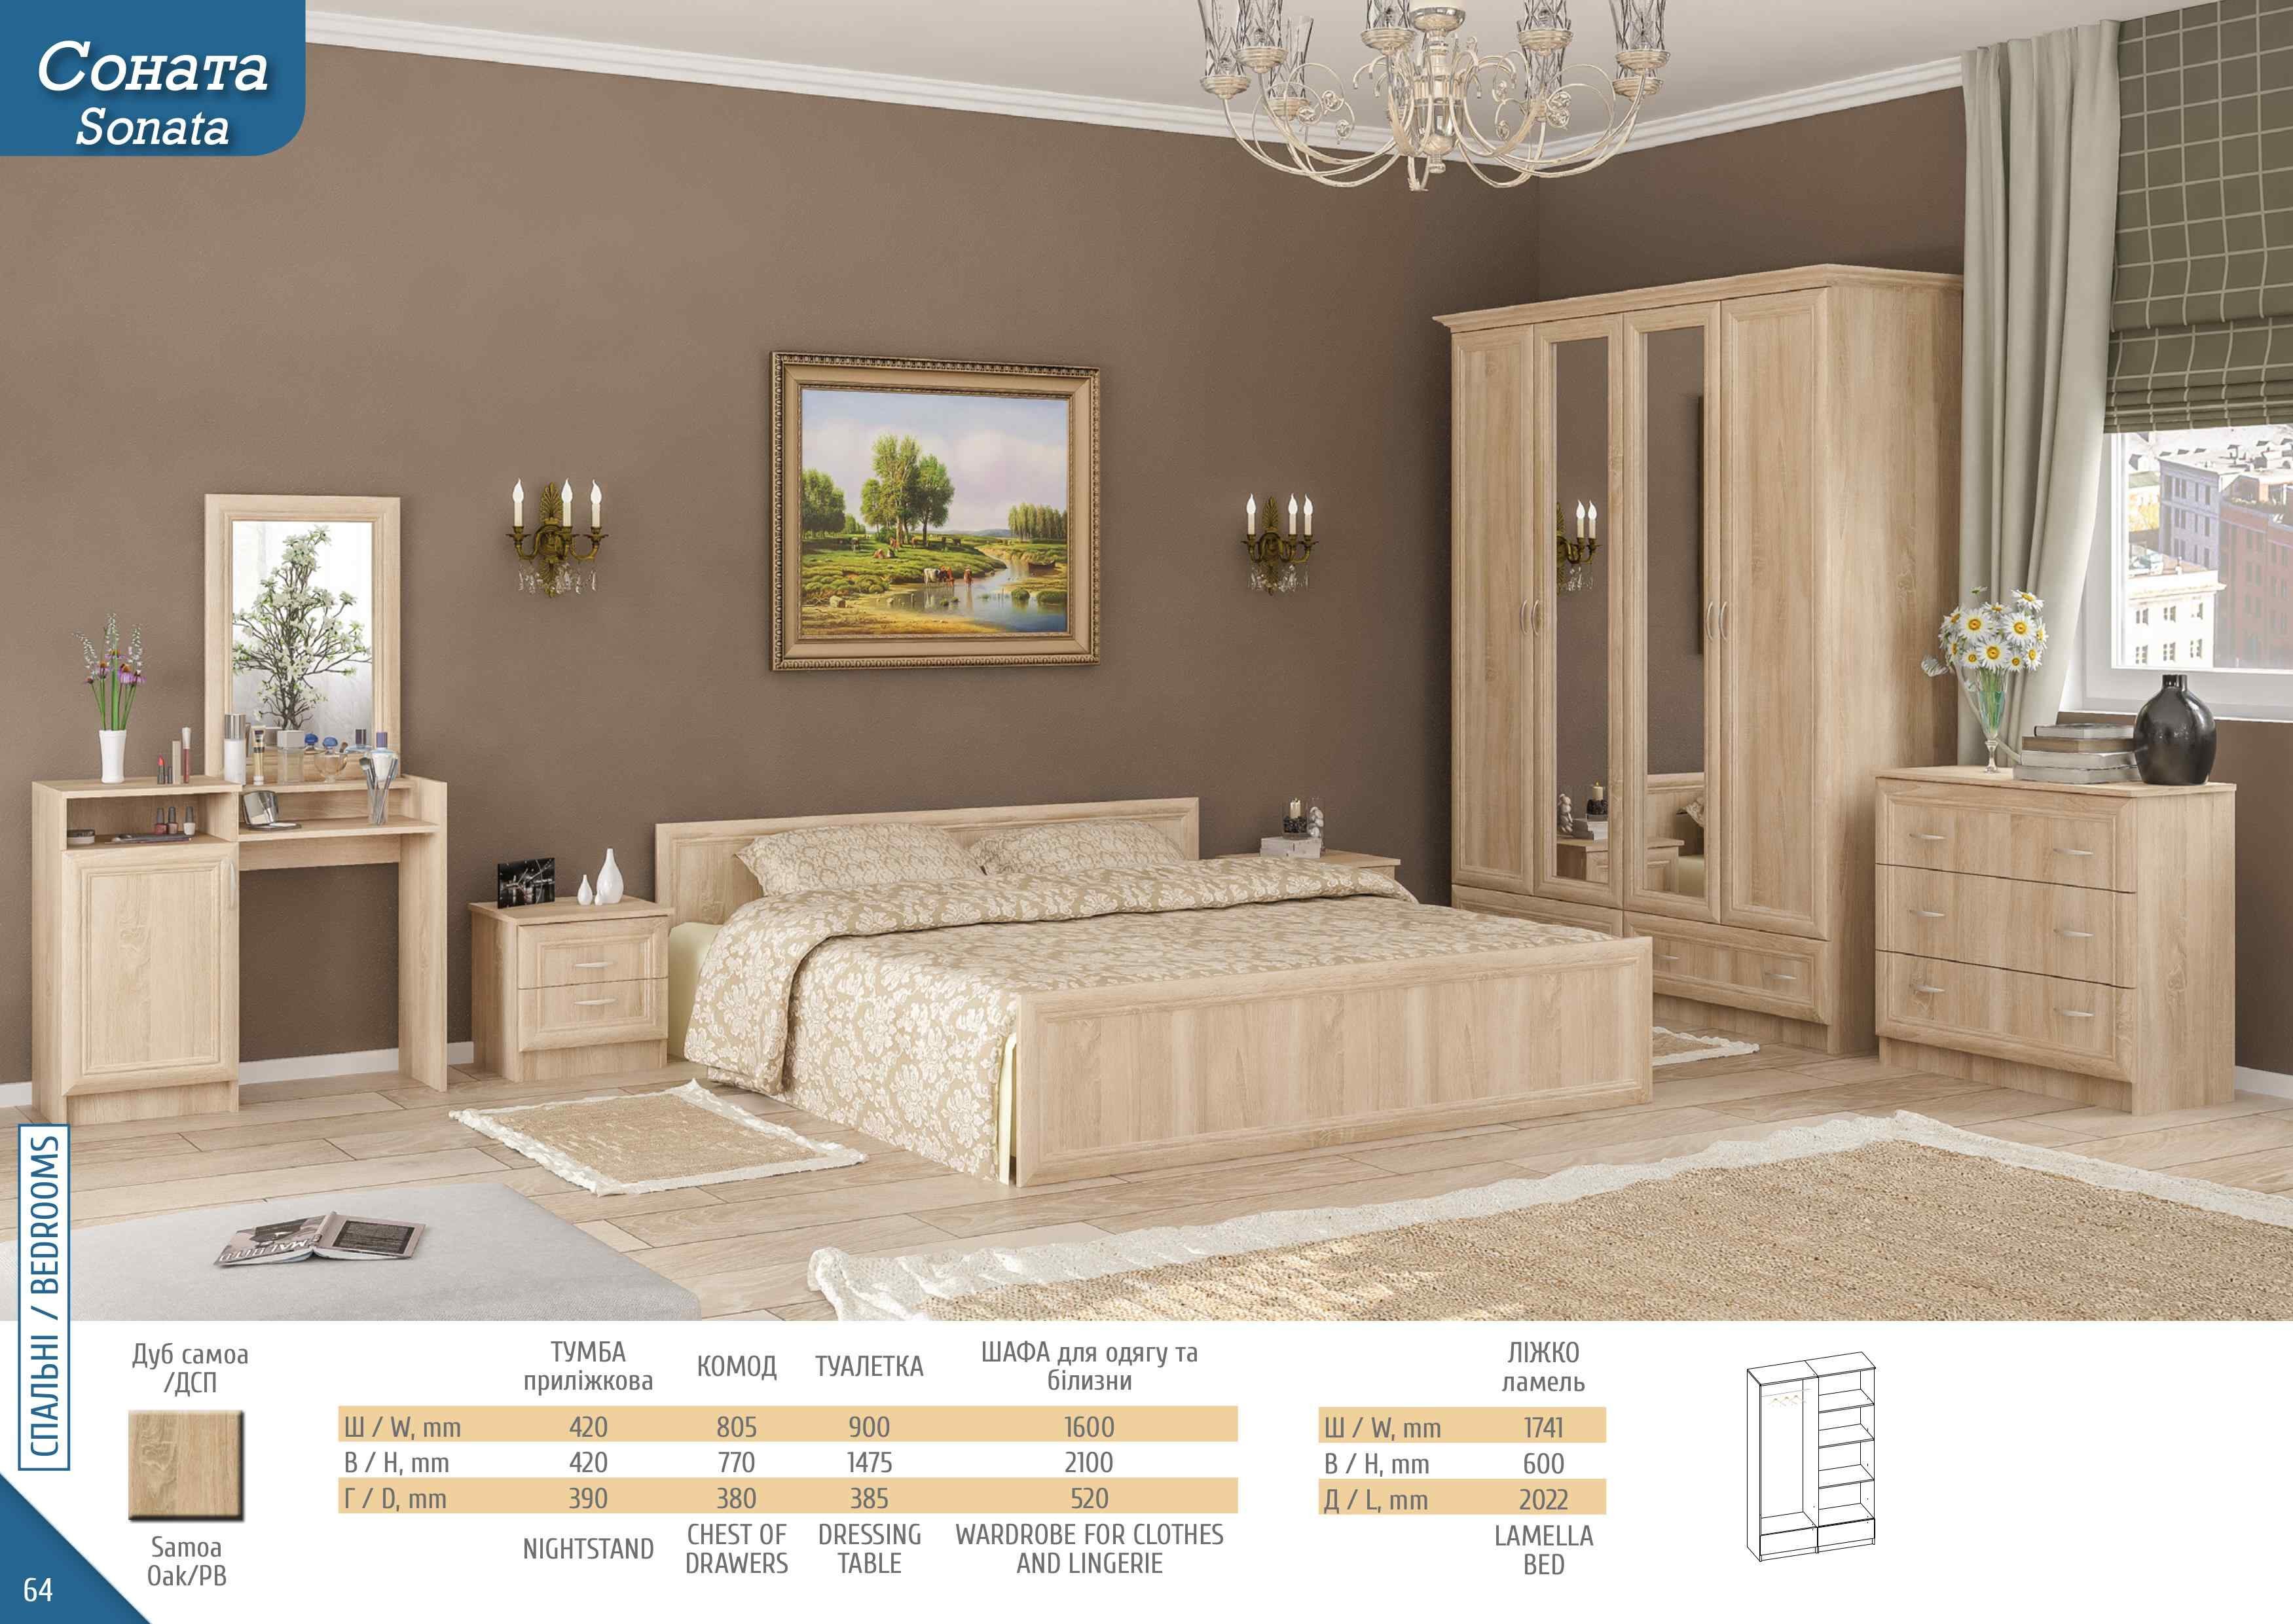 Соната
Sonata
СПАЛЬНІ / BEDROOMS
Дуб самоа
/ДСП
Samoa
Oak/PB
ТУМБА приліжкова КОМОД ТУАЛЕТКА ШАФА для одягу та білизни
Ш / W, mm 420 805 900 1600
В / H, mm 420 770 1475 2100
Г / D, mm 390 380 385 520
NIGHTSTAND CHEST OF DRAWERS DRESSING TABLE WARDROBE FOR CLOTHES AND LINGERIE
ЛІЖКО
ламель
Ш / W, mm 1741
В / H, mm 600
Д / L, mm 2022
LAMELLA
BED
64